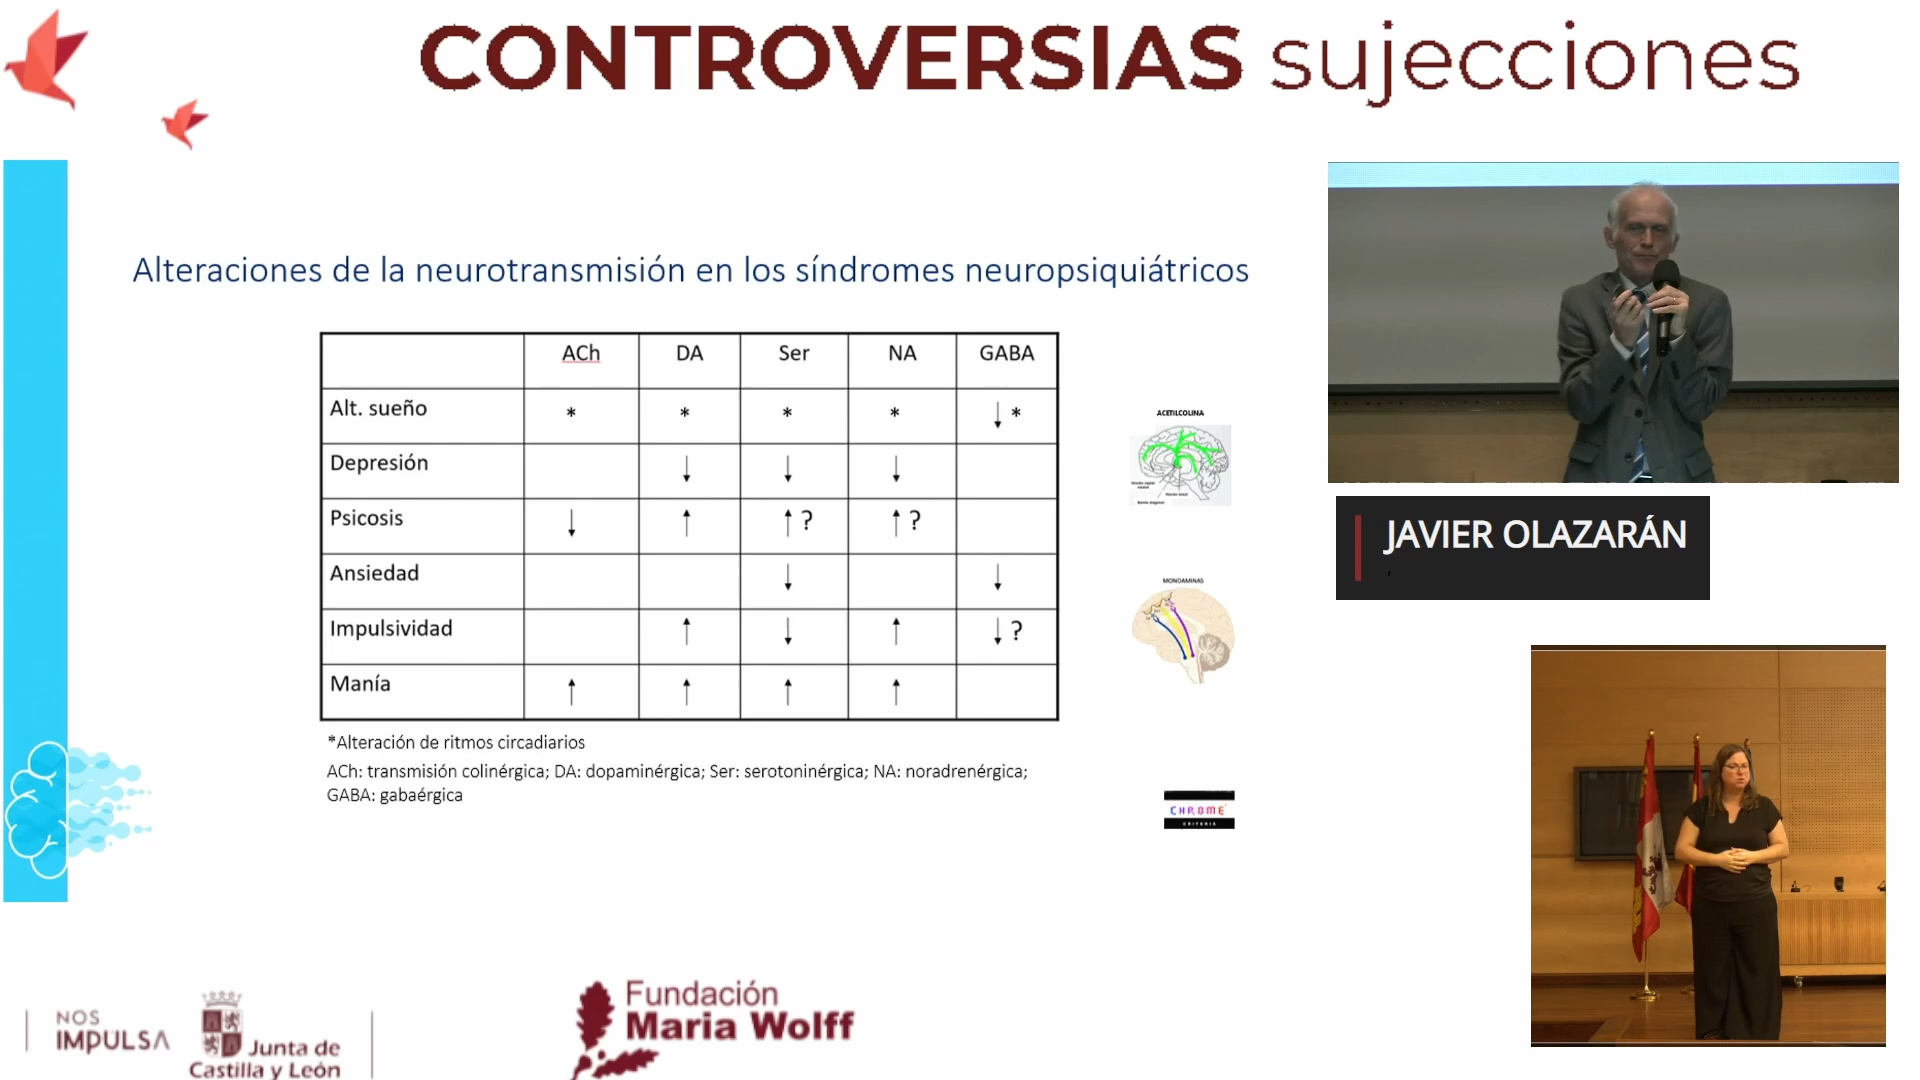 CONTROVERSIAS sujecciones
Alteraciones de la neurotransmisión en los síndromes neuropsiquiátricos
ACh DA Ser NA GABA
Alt. sueño * * * * ↓ *
Depresión ↓ ↓ ↓
Psicosis ↓ ↑ ↑ ? ↑ ?
Ansiedad ↓ ↓
Impulsividad ↑ ↓ ↑ ↓ ?
Manía ↑ ↑ ↑ ↑
*Alteración de ritmos circadiarios
ACh: transmisión colinérgica; DA: dopaminérgica; Ser: serotoninérgica; NA: noradrenérgica;
GABA: gabaérgica
ACETILCOLINA
MONOAMINAS
CHROME
CRITERIA
JAVIER OLAZARÁN
,
NOS
IMPULSA
Junta de
Castilla y León
Fundación
Maria Wolff